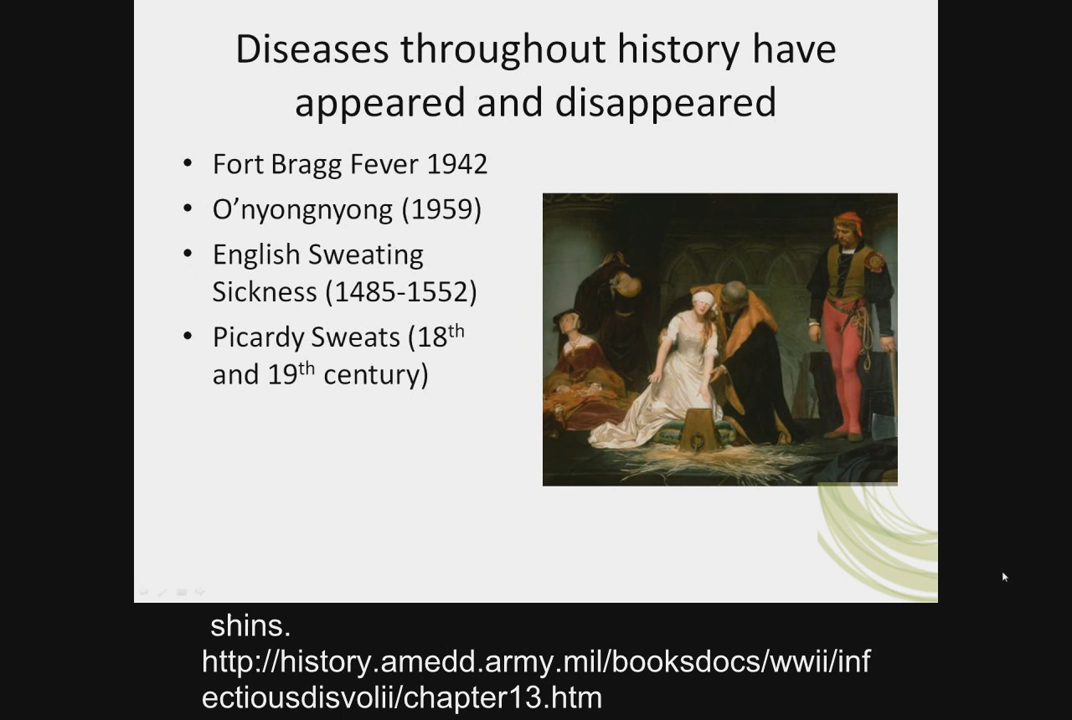 Diseases throughout history have
appeared and disappeared
• Fort Bragg Fever 1942
• O’nyongnyong (1959)
• English Sweating
Sickness (1485-1552)
• Picardy Sweats (18th
and 19th century)
shins.
http://history.amedd.army.mil/booksdocs/wwii/inf
ectiousdisvolii/chapter13.htm